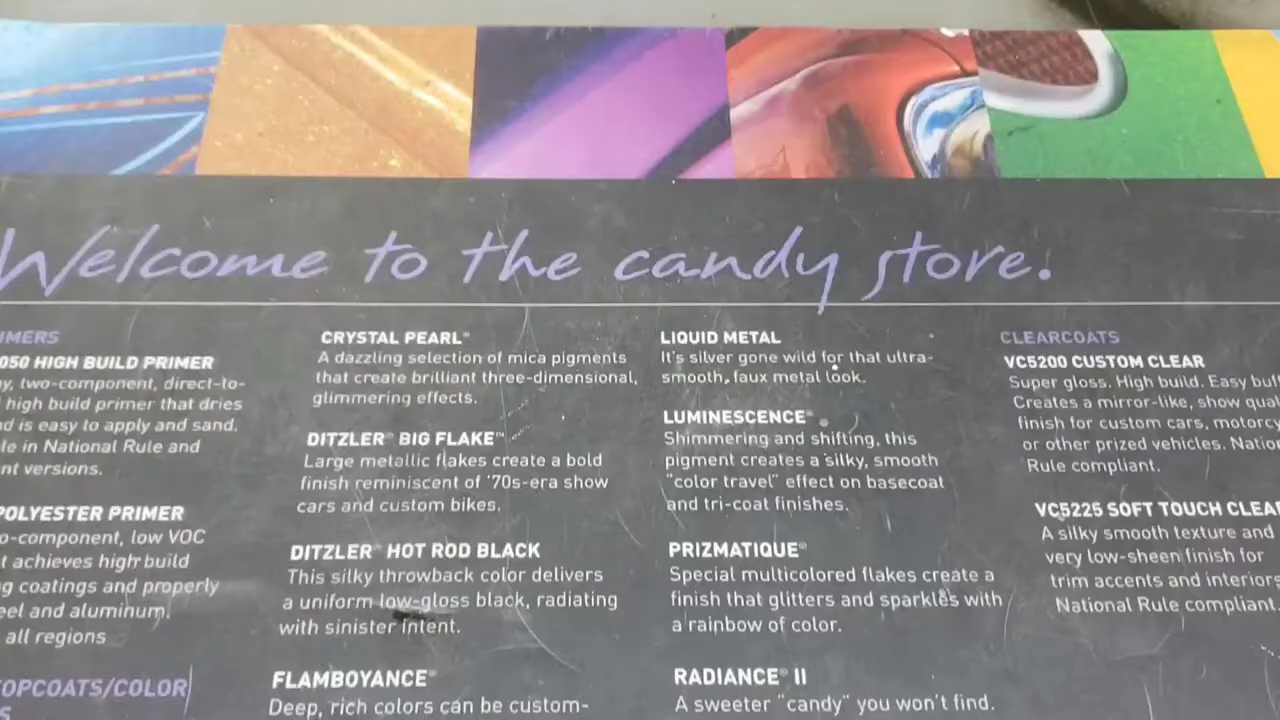 Welcome to the candy store.
IMERS
050 HIGH BUILD PRIMER
y, two-component, direct-to-
high build primer that dries
d is easy to apply and sand.
le in National Rule and
nt versions.
POLYESTER PRIMER
o-component, low VOC
t achieves high build
g coatings and properly
eel and aluminum,
all regions
OPCOATS/COLOR
S
CRYSTAL PEARL®
A dazzling selection of mica pigments
that create brilliant three-dimensional,
glimmering effects.
DITZLER® BIG FLAKE™
Large metallic flakes create a bold
finish reminiscent of '70s-era show
cars and custom bikes.
DITZLER® HOT ROD BLACK
This silky throwback color delivers
a uniform low-gloss black, radiating
with sinister intent.
FLAMBOYANCE®
Deep, rich colors can be custom-
LIQUID METAL
It's silver gone wild for that ultra-
smooth, faux metal look.
LUMINESCENCE®
Shimmering and shifting, this
pigment creates a silky, smooth
"color travel" effect on basecoat
and tri-coat finishes.
PRIZMATIQUE®
Special multicolored flakes create a
finish that glitters and sparkles with
a rainbow of color.
RADIANCE® II
A sweeter "candy" you won't find.
CLEARCOATS
VC5200 CUSTOM CLEAR
Super gloss. High build. Easy buf
Creates a mirror-like, show qual
finish for custom cars, motorcy
or other prized vehicles. Nation
Rule compliant.
VC5225 SOFT TOUCH CLEAR
A silky smooth texture and
very low-sheen finish for
trim accents and interiors
National Rule compliant.